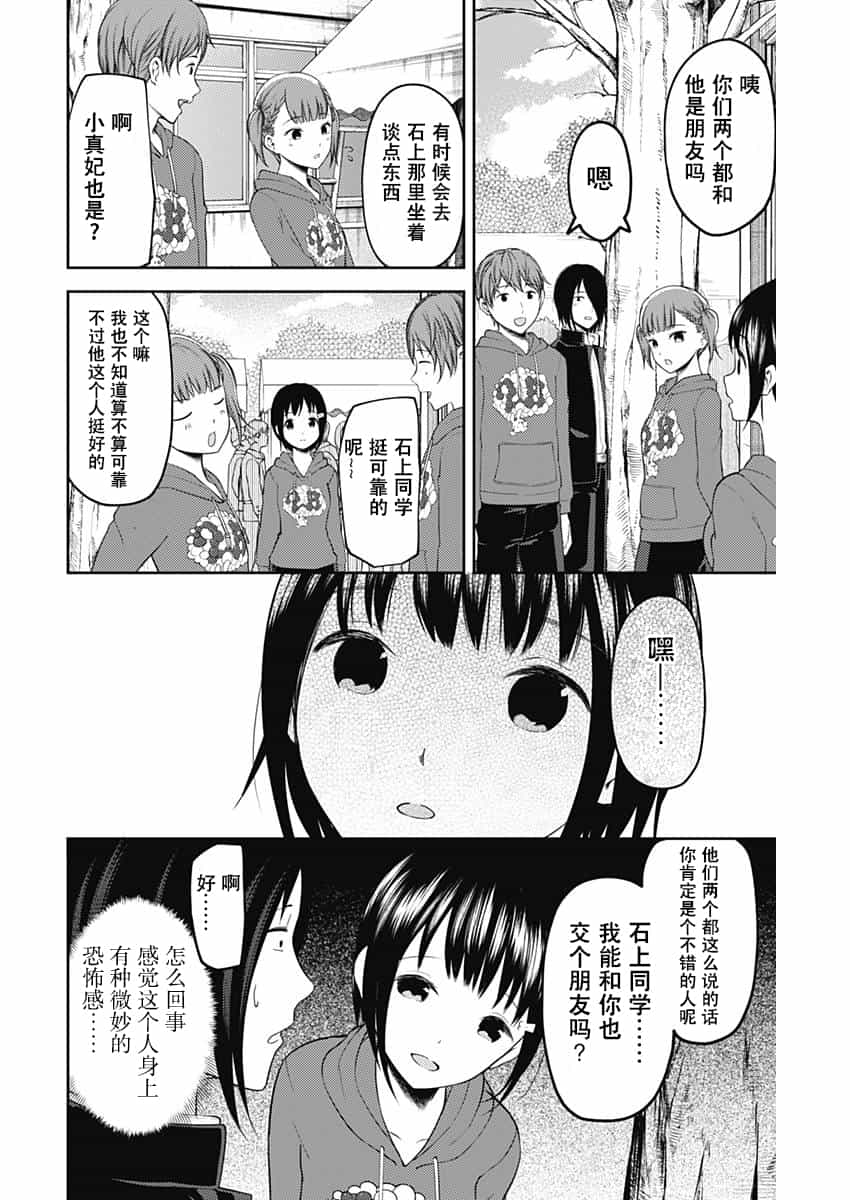 咦
你们两个都和
他是朋友吗
嗯
有时候会去
石上那里坐着
谈点东西
啊
小真妃也是？
石上同学
挺可靠的
呢~~
这个嘛
我也不知道算不算可靠
不过他这个人挺好的
嘿
——……
他们两个都这么说的话
你肯定是个不错的人呢
石上同学……
我能和你也
交个朋友吗？
啊
好……
怎么回事
感觉这个人身上
有种微妙的
恐怖感……